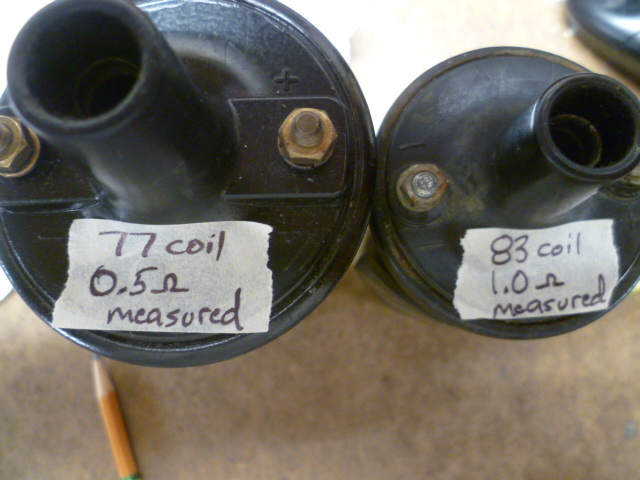 +
77 coil
0.5Ω
measured
83 coil
1.0Ω
measured